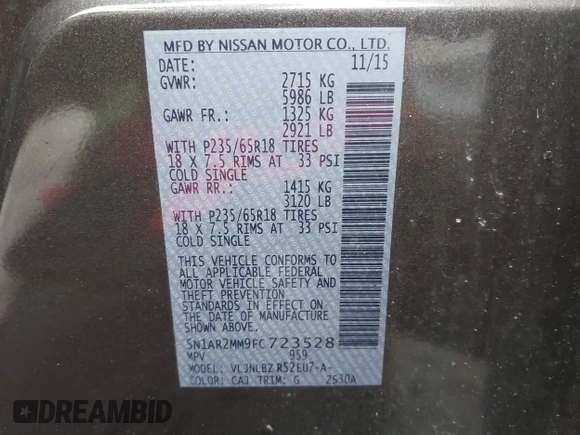 MFD BY NISSAN MOTOR CO., LTD.
DATE: 11/15
GVWR: 2715 KG
5986 LB
GAWR FR.: 1325 KG
2921 LB
WITH P235/65R18 TIRES
18 X 7.5 RIMS AT 33 PSI
COLD SINGLE
GAWR RR.: 1415 KG
3120 LB
WITH P235/65R18 TIRES
18 X 7.5 RIMS AT 33 PSI
COLD SINGLE
THIS VEHICLE CONFORMS TO
ALL APPLICABLE FEDERAL
MOTOR VEHICLE SAFETY AND
THEFT PREVENTION
STANDARDS IN EFFECT ON
THE DATE OF MANUFACTURE
SHOWN ABOVE.
5N1AR2MM9FC723528
MPV 9S9
MODEL: VLJNLBZ R52EU7-A-
COLOR: CAJ TRIM: G 2S30A
DREAMBID